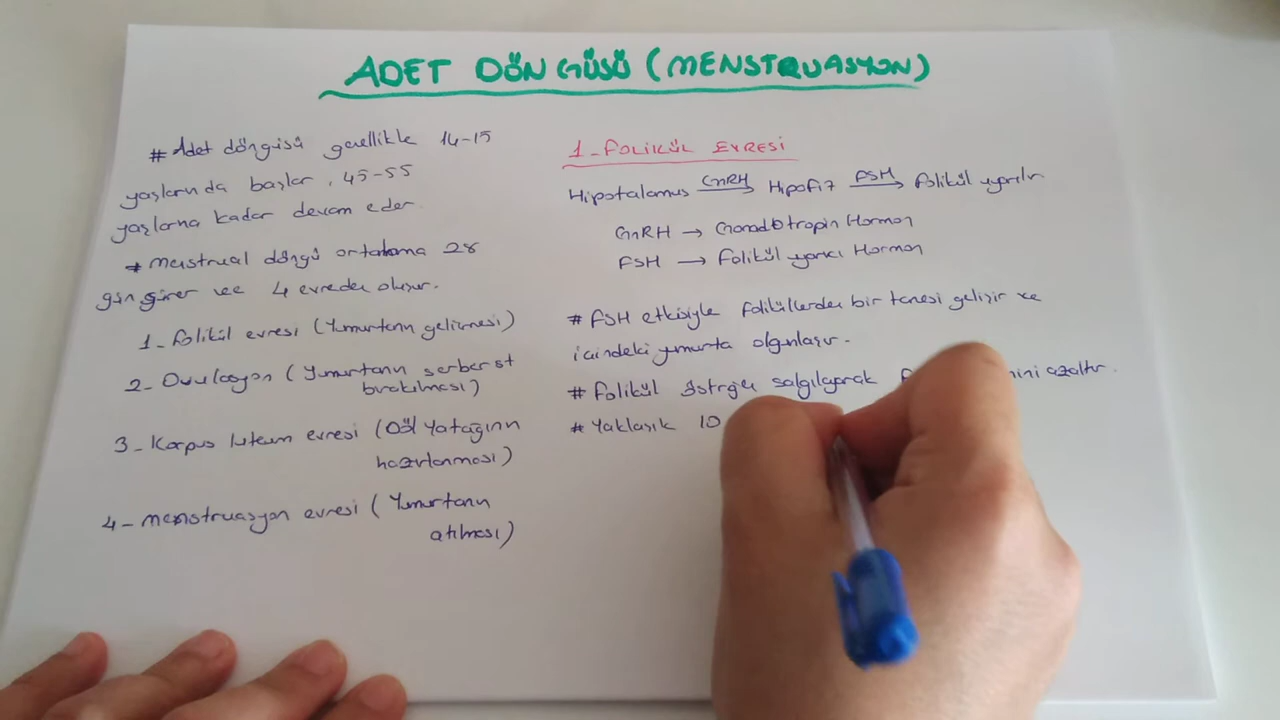 ADET DÖNGÜSÜ (MENSTRUASYON)
# Adet döngüsü genellikle 14-15
yaşlarında başlar, 45-55
yaşlarına kadar devam eder.
* menstrual döngü ortalama 28
gün sürer ve 4 evreden oluşur.
1- Folikül evresi (Yumurtanın gelişmesi)
2- Ovulasyon (Yumurtanın serbest
bırakılması)
3- Korpus luteum evresi (Döl Yatağının
hazırlanması)
4- menstruasyon evresi (Yumurtanın
atılması)
1- FOLİKÜL EVRESİ
Hipotalamus GnRH → Hipofiz FSH → Folikül uyarılır
GnRH → Gonadotropin Hormon
FSH → Folikül uyarıcı Hormon
# FSH etkisiyle foliküllerden bir tanesi gelişir ve
içindeki yumurta olgunlaşır.
# Folikül östrojen salgılayarak azaltır.
# Yaklaşık 10